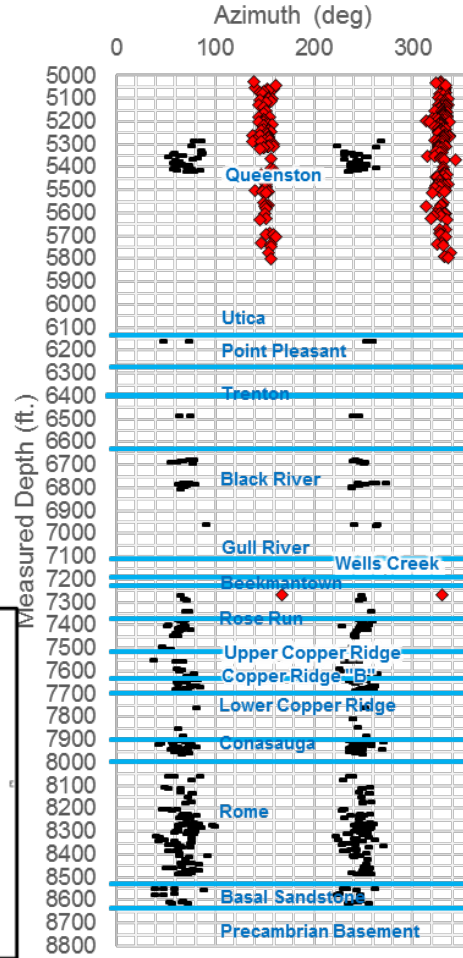 Azimuth (deg)
0 100 200 300
5000
5100
5200
5300
5400
Queenston
5500
5600
5700
5800
5900
6000
Utica
6100
6200
Point Pleasant
6300
6400
Trenton
6500
6600
6700
Black River
6800
6900
7000
Gull River
7100
Wells Creek
7200
Beekmantown
7300
Rose Run
7400
7500
Upper Copper Ridge
7600
Copper Ridge "B"
7700
Lower Copper Ridge
7800
7900
Conasauga
8000
8100
8200
Rome
8300
8400
8500
Basal Sandstone
8600
8700
Precambrian Basement
8800
Measured Depth (ft.)